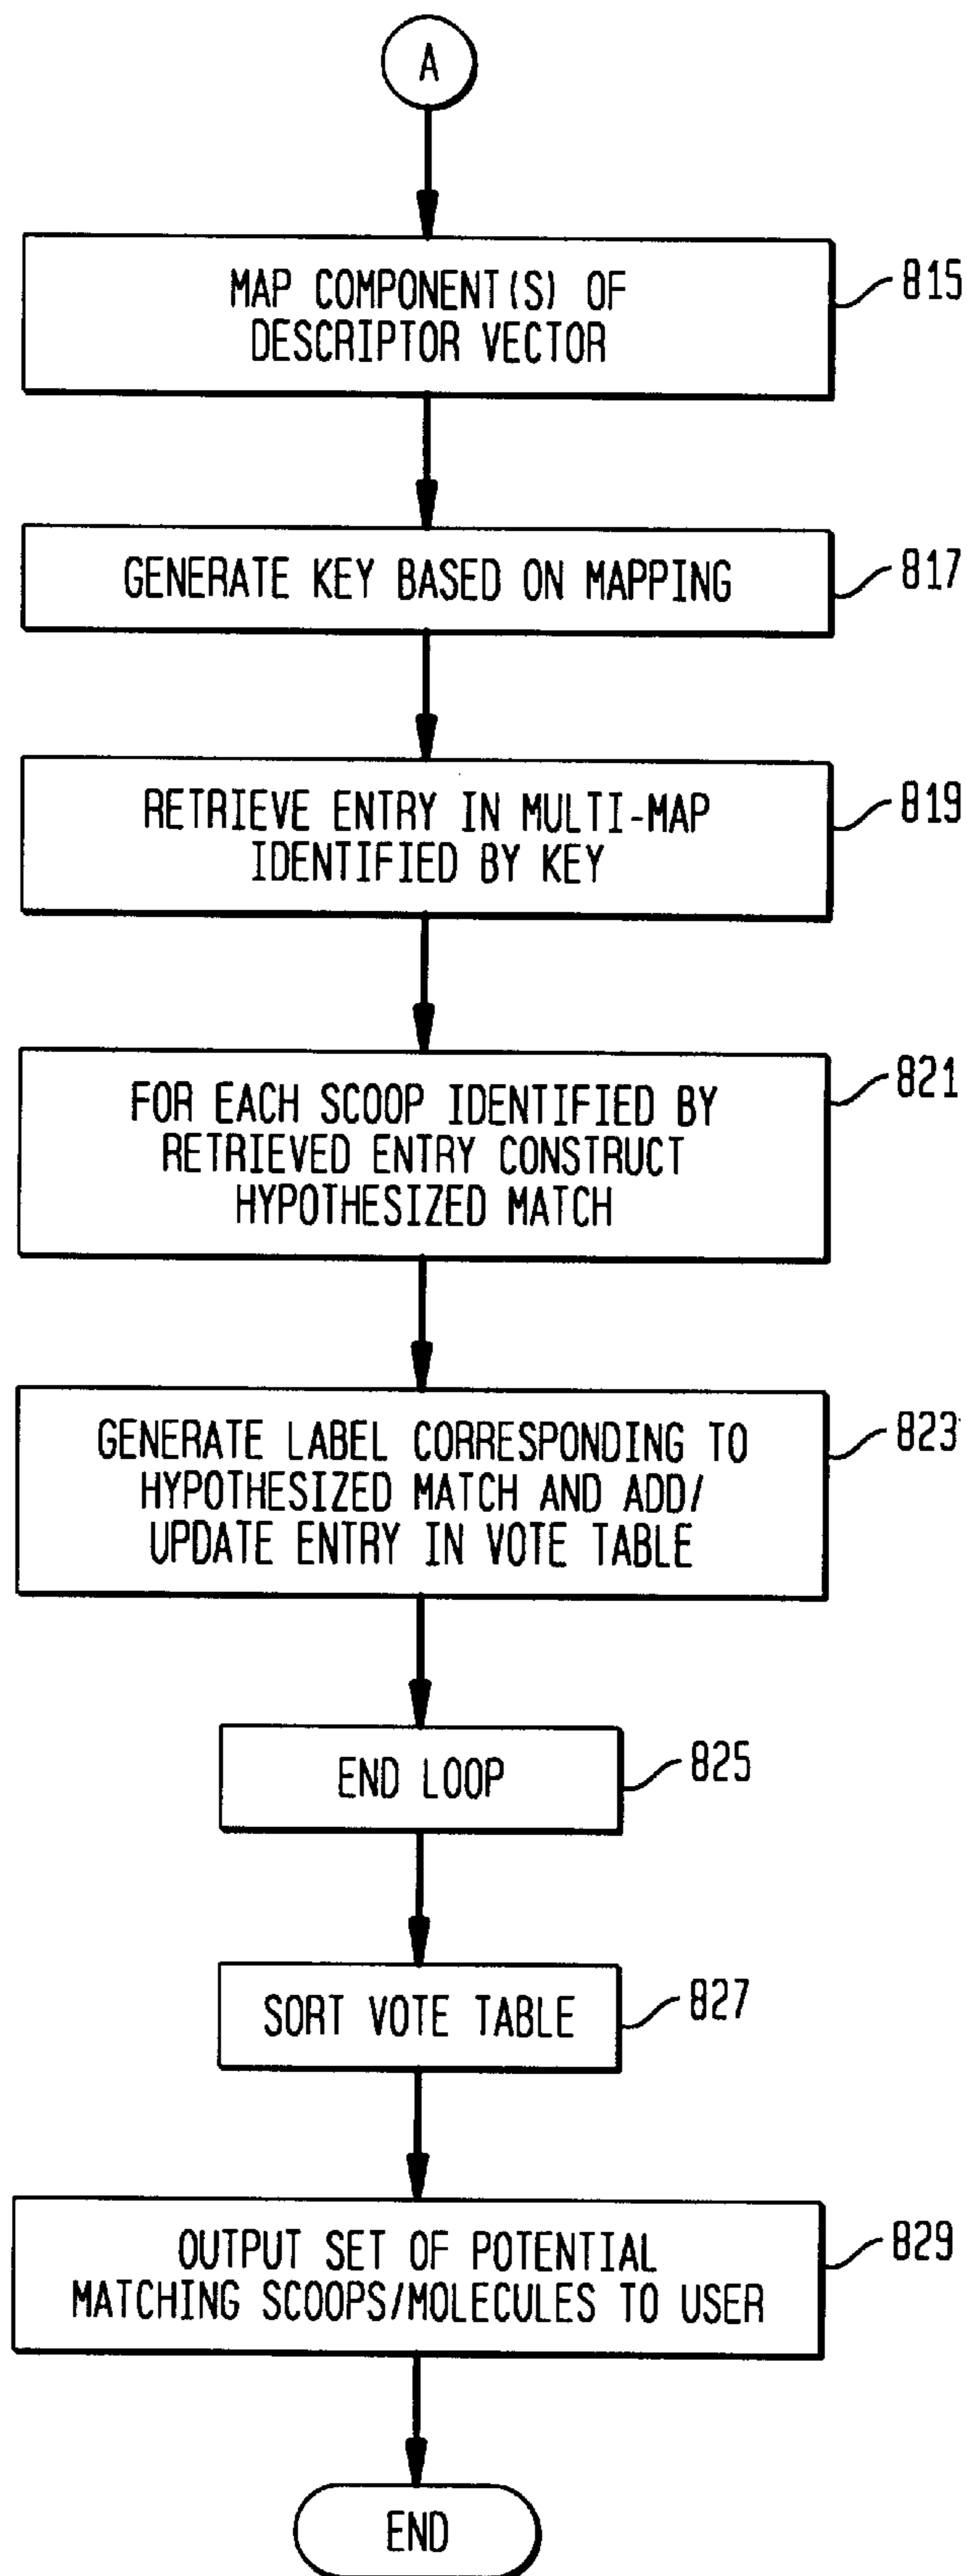 A
MAP COMPONENT(S) OF
DESCRIPTOR VECTOR
815
GENERATE KEY BASED ON MAPPING
817
RETRIEVE ENTRY IN MULTI-MAP
IDENTIFIED BY KEY
819
FOR EACH SCOOP IDENTIFIED BY
RETRIEVED ENTRY CONSTRUCT
HYPOTHESIZED MATCH
821
GENERATE LABEL CORRESPONDING TO
HYPOTHESIZED MATCH AND ADD/
UPDATE ENTRY IN VOTE TABLE
823
END LOOP
825
SORT VOTE TABLE
827
OUTPUT SET OF POTENTIAL
MATCHING SCOOPS/MOLECULES TO USER
829
END